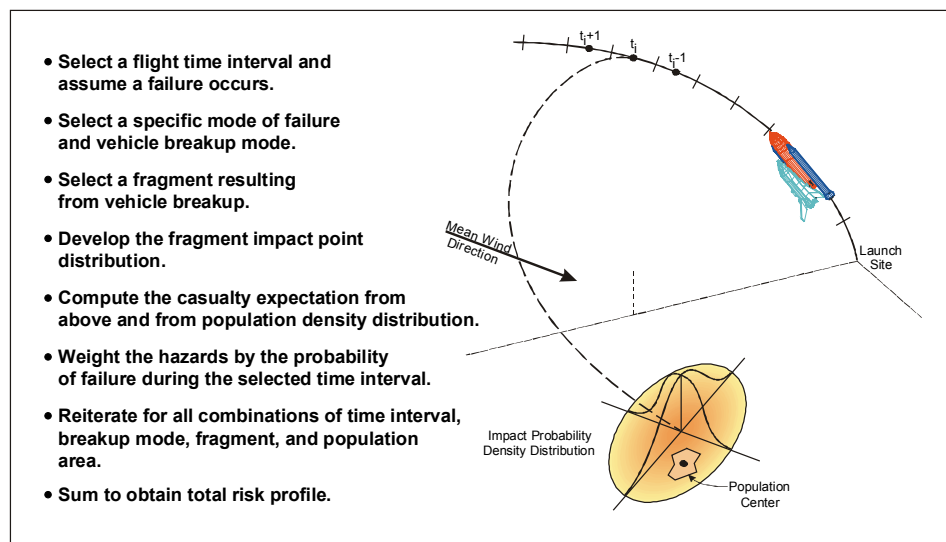 • Select a flight time interval and
assume a failure occurs.
• Select a specific mode of failure
and vehicle breakup mode.
• Select a fragment resulting
from vehicle breakup.
• Develop the fragment impact point
distribution.
• Compute the casualty expectation from
above and from population density distribution.
• Weight the hazards by the probability
of failure during the selected time interval.
• Reiterate for all combinations of time interval,
breakup mode, fragment, and population
area.
• Sum to obtain total risk profile.
tᵢ+1
tᵢ
tᵢ-1
Mean Wind
Direction
Launch
Site
Impact Probability
Density Distribution
Population
Center